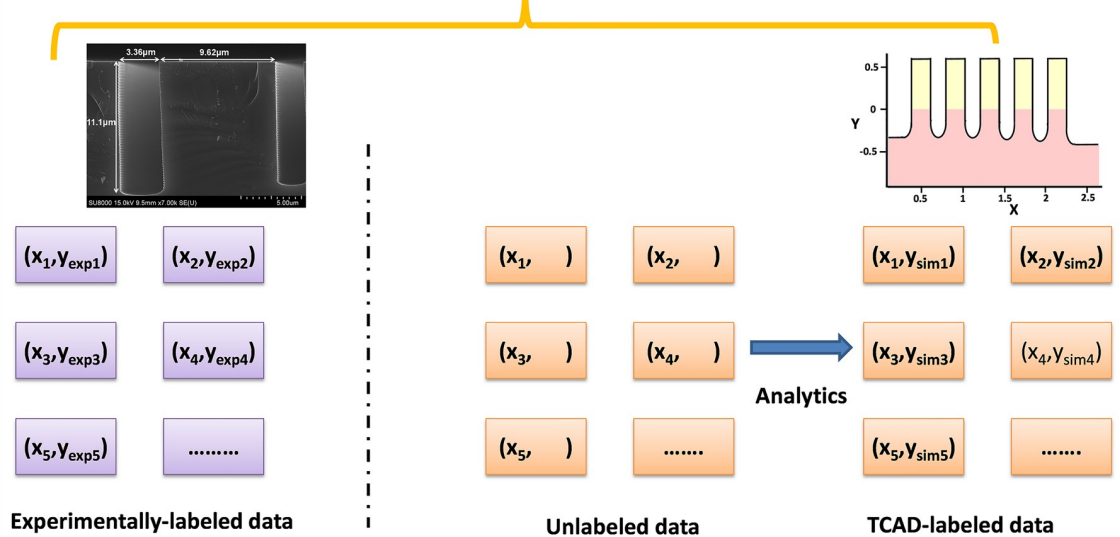 3.36μm 9.62μm
11.1μm
SU8000 15.0kV 9.5mm x7.00k SE(U) 5.00um
0.5
0
Y
-0.5
0.5 1 1.5 2 2.5
X
(x1,yexp1) (x2,yexp2) (x1, ) (x2, ) (x1,ysim1) (x2,ysim2)
(x3,yexp3) (x4,yexp4) (x3, ) (x4, ) (x3,ysim3) (x4,ysim4)
Analytics
(x5,yexp5) ......... (x5, ) ....... (x5,ysim5) .......
Experimentally-labeled data Unlabeled data TCAD-labeled data